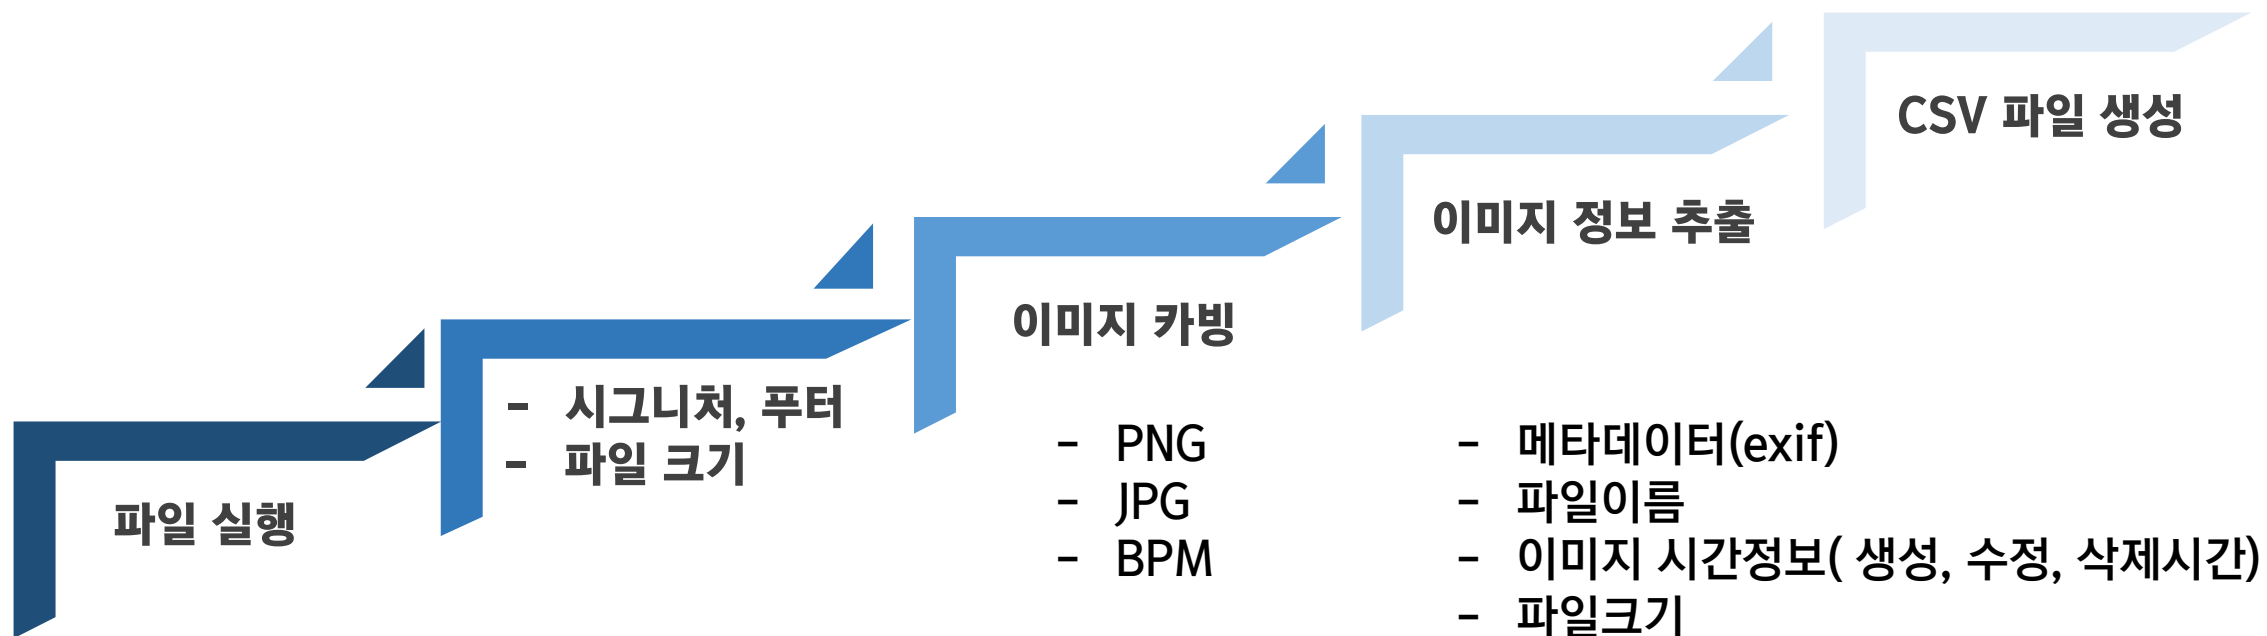 파일 실행
- 시그니처, 푸터
- 파일 크기
이미지 카빙
- PNG
- JPG
- BPM
이미지 정보 추출
- 메타데이터(exif)
- 파일이름
- 이미지 시간정보( 생성, 수정, 삭제시간)
- 파일크기
CSV 파일 생성